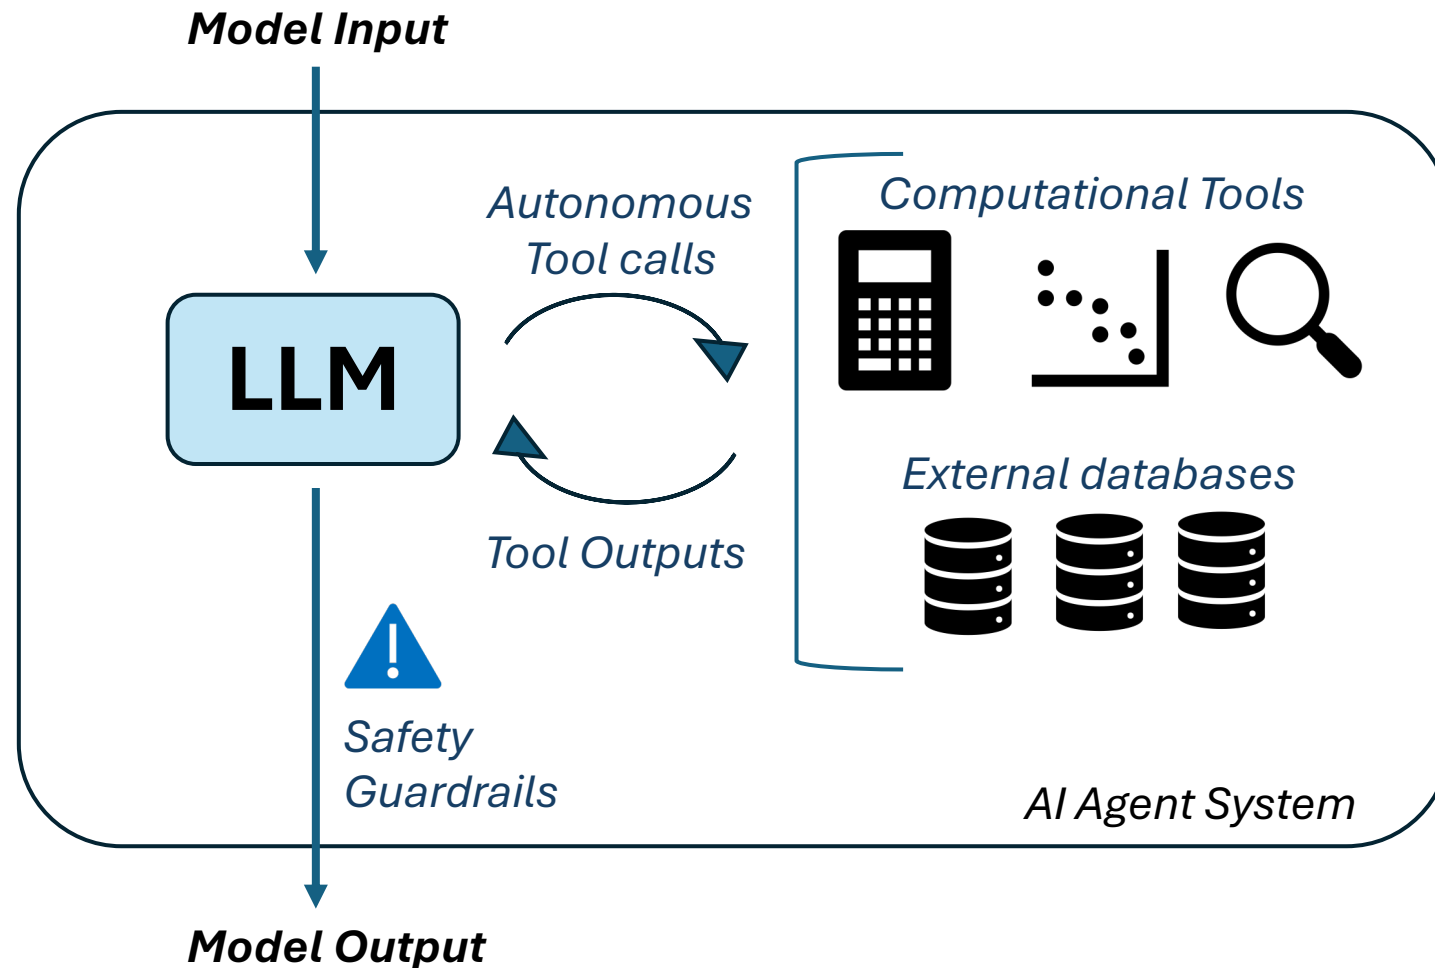 Model Input
Autonomous
Tool calls
Computational Tools
LLM
External databases
Tool Outputs
Safety
Guardrails
AI Agent System
Model Output